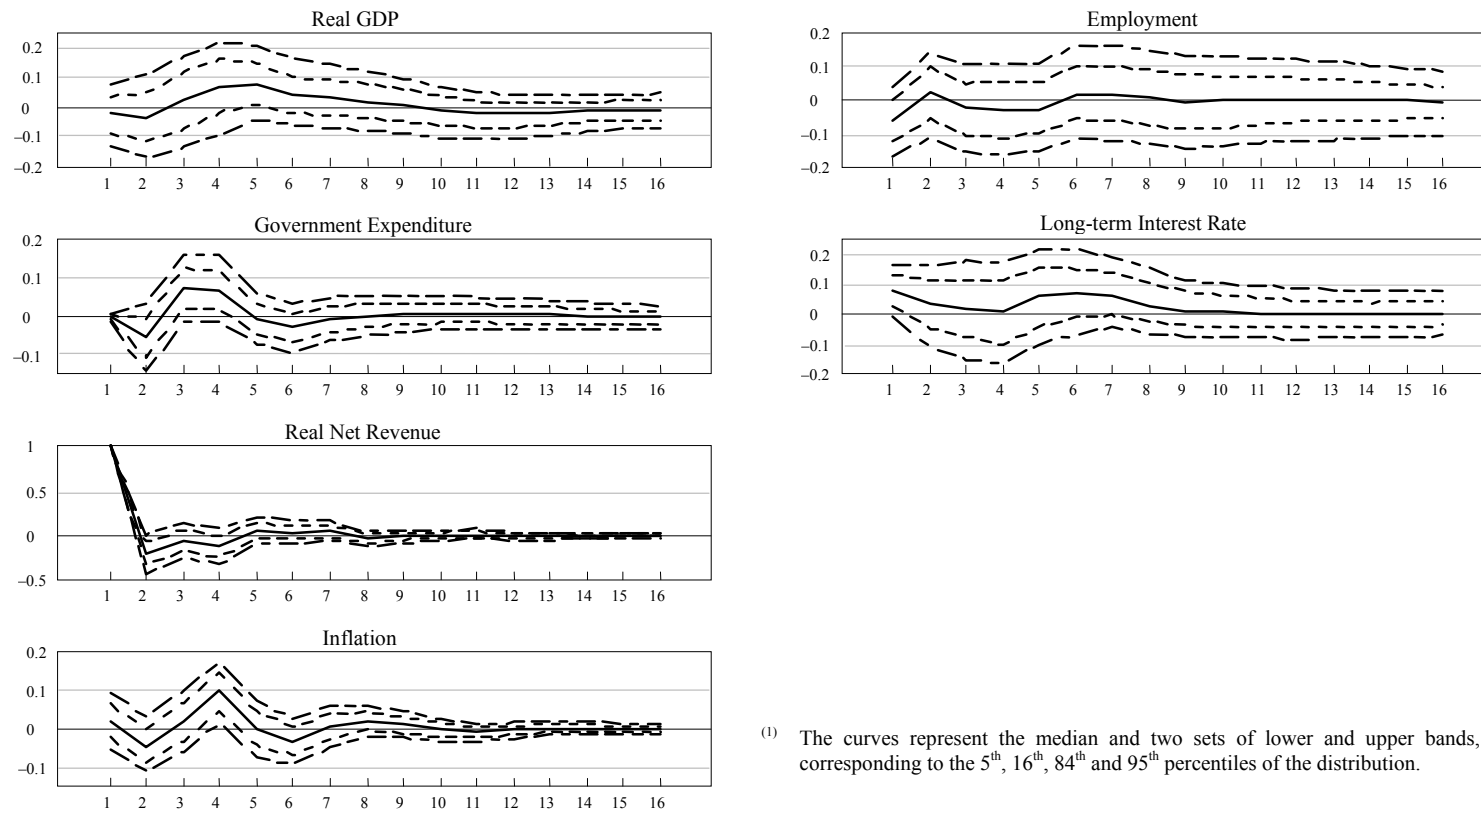 Real GDP
0.2
0.1
0
–0.1
–0.2
1 2 3 4 5 6 7 8 9 10 11 12 13 14 15 16
Employment
0.2
0.1
0
–0.1
–0.2
1 2 3 4 5 6 7 8 9 10 11 12 13 14 15 16
Government Expenditure
0.2
0.1
0
–0.1
1 2 3 4 5 6 7 8 9 10 11 12 13 14 15 16
Long-term Interest Rate
0.2
0.1
0
–0.1
–0.2
1 2 3 4 5 6 7 8 9 10 11 12 13 14 15 16
Real Net Revenue
1
0.5
0
–0.5
1 2 3 4 5 6 7 8 9 10 11 12 13 14 15 16
Inflation
0.2
0.1
0
–0.1
1 2 3 4 5 6 7 8 9 10 11 12 13 14 15 16
(1) The curves represent the median and two sets of lower and upper bands,
corresponding to the 5th, 16th, 84th and 95th percentiles of the distribution.